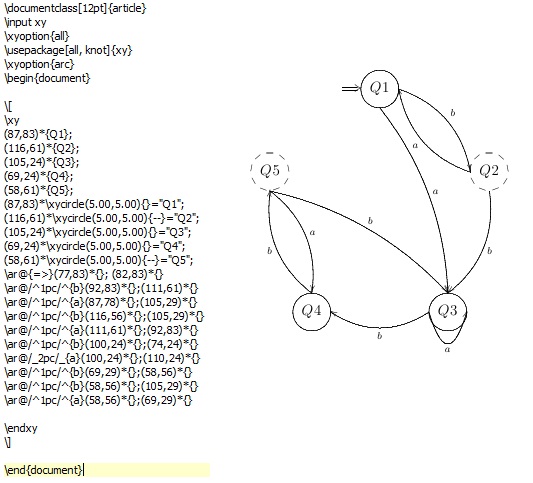 \documentclass[12pt]{article}
\input xy
\xyoption{all}
\usepackage[all, knot]{xy}
\xyoption{arc}
\begin{document}
\[
\xy
(87,83)*{Q1};
(116,61)*{Q2};
(105,24)*{Q3};
(69,24)*{Q4};
(58,61)*{Q5};
(87,83)*\xycircle(5.00,5.00){}="Q1";
(116,61)*\xycircle(5.00,5.00){--}="Q2";
(105,24)*\xycircle(5.00,5.00){}="Q3";
(69,24)*\xycircle(5.00,5.00){}="Q4";
(58,61)*\xycircle(5.00,5.00){--}="Q5";
\ar@{=>}(77,83)*{}; (82,83)*{}
\ar@/^1pc/^{b}(92,83)*{};(111,61)*{}
\ar@/^1pc/^{a}(87,78)*{};(105,29)*{}
\ar@/^1pc/^{b}(116,56)*{};(105,29)*{}
\ar@/^1pc/^{a}(111,61)*{};(92,83)*{}
\ar@/^1pc/^{b}(100,24)*{};(74,24)*{}
\ar@/_2pc/_{a}(100,24)*{};(110,24)*{}
\ar@/^1pc/^{b}(69,29)*{};(58,56)*{}
\ar@/^1pc/^{b}(58,56)*{};(105,29)*{}
\ar@/^1pc/^{a}(58,56)*{};(69,29)*{}
\endxy
\]
\end{document}
Q1
b
a
Q5
Q2
a
b
a
b
b
Q4
Q3
b
a